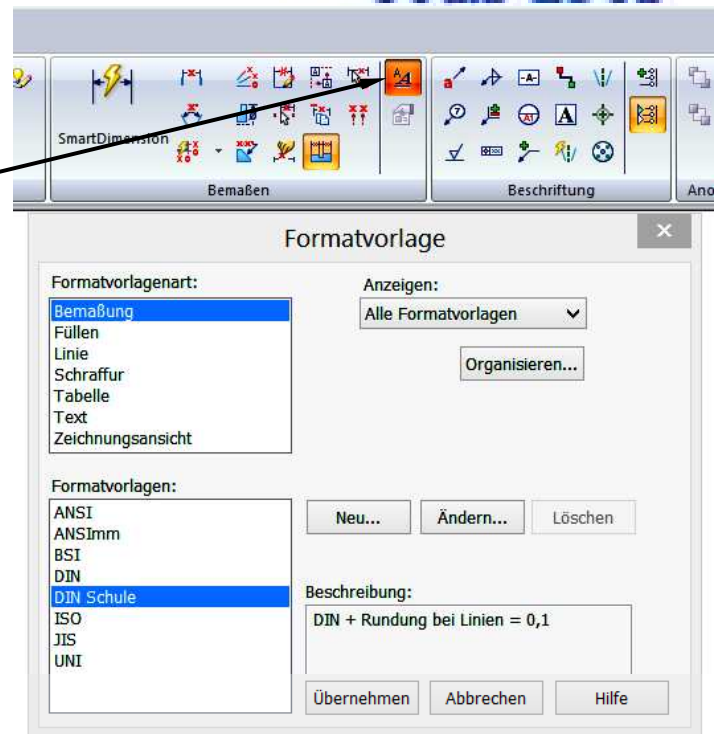 SmartDimension
Bemaßen
Beschriftung
Ano
Formatvorlage
Formatvorlagenart:
Bemaßung
Füllen
Linie
Schraffur
Tabelle
Text
Zeichnungsansicht
Anzeigen:
Alle Formatvorlagen
Organisieren...
Formatvorlagen:
ANSI
ANSImm
BSI
DIN
DIN Schule
ISO
JIS
UNI
Neu...
Ändern...
Löschen
Beschreibung:
DIN + Rundung bei Linien = 0,1
Übernehmen
Abbrechen
Hilfe